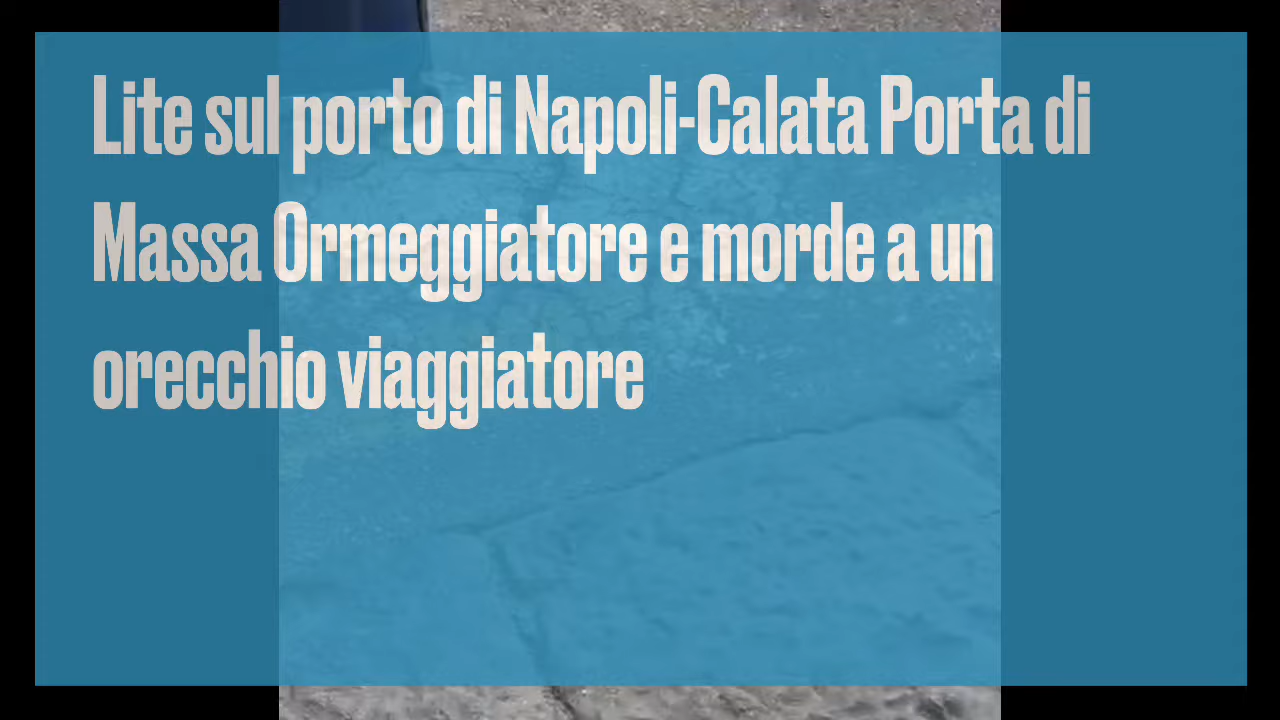 Lite sul porto di Napoli-Calata Porta di
Massa Ormeggiatore e morde a un
orecchio viaggiatore